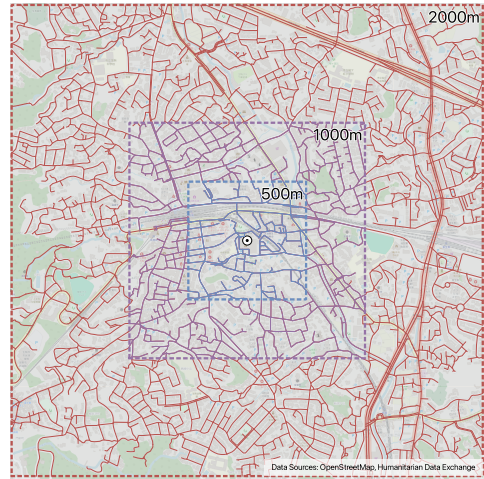 2000m
1000m
500m
Data Sources: OpenStreetMap, Humanitarian Data Exchange